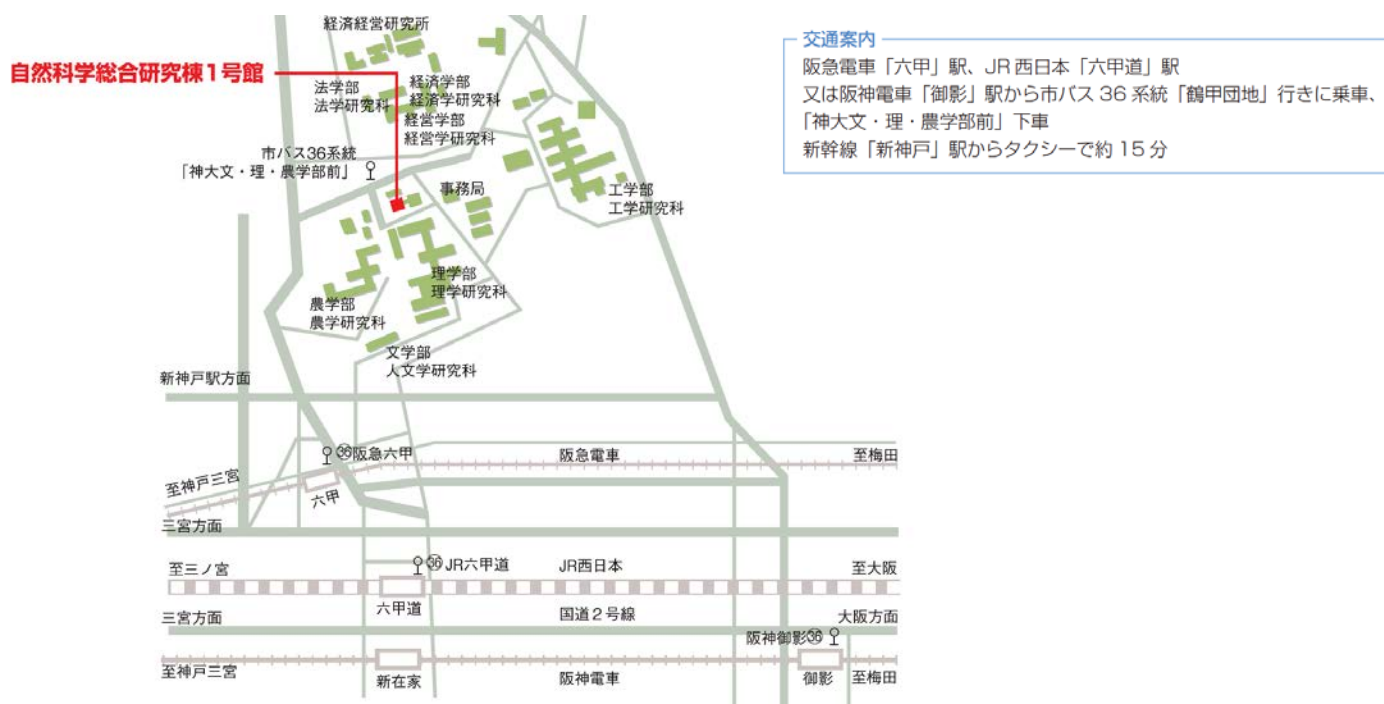 経済経営研究所
自然科学総合研究棟1号館
法学部
法学研究科
経済学部
経済学研究科
経営学部
経営学研究科
市バス36系統
「神大文・理・農学部前」
事務局
工学部
工学研究科
理学部
理学研究科
農学部
農学研究科
文学部
人文学研究科
新神戸駅方面
㊱阪急六甲
阪急電車
至梅田
至神戸三宮
六甲
三宮方面
㊱JR六甲道
至三ノ宮
JR西日本
至大阪
六甲道
三宮方面
国道2号線
大阪方面
阪神御影㊱
至神戸三宮
新在家
阪神電車
御影
至梅田
交通案内
阪急電車「六甲」駅、JR西日本「六甲道」駅
又は阪神電車「御影」駅から市バス36系統「鶴甲団地」行きに乗車、
「神大文・理・農学部前」下車
新幹線「新神戸」駅からタクシーで約15分